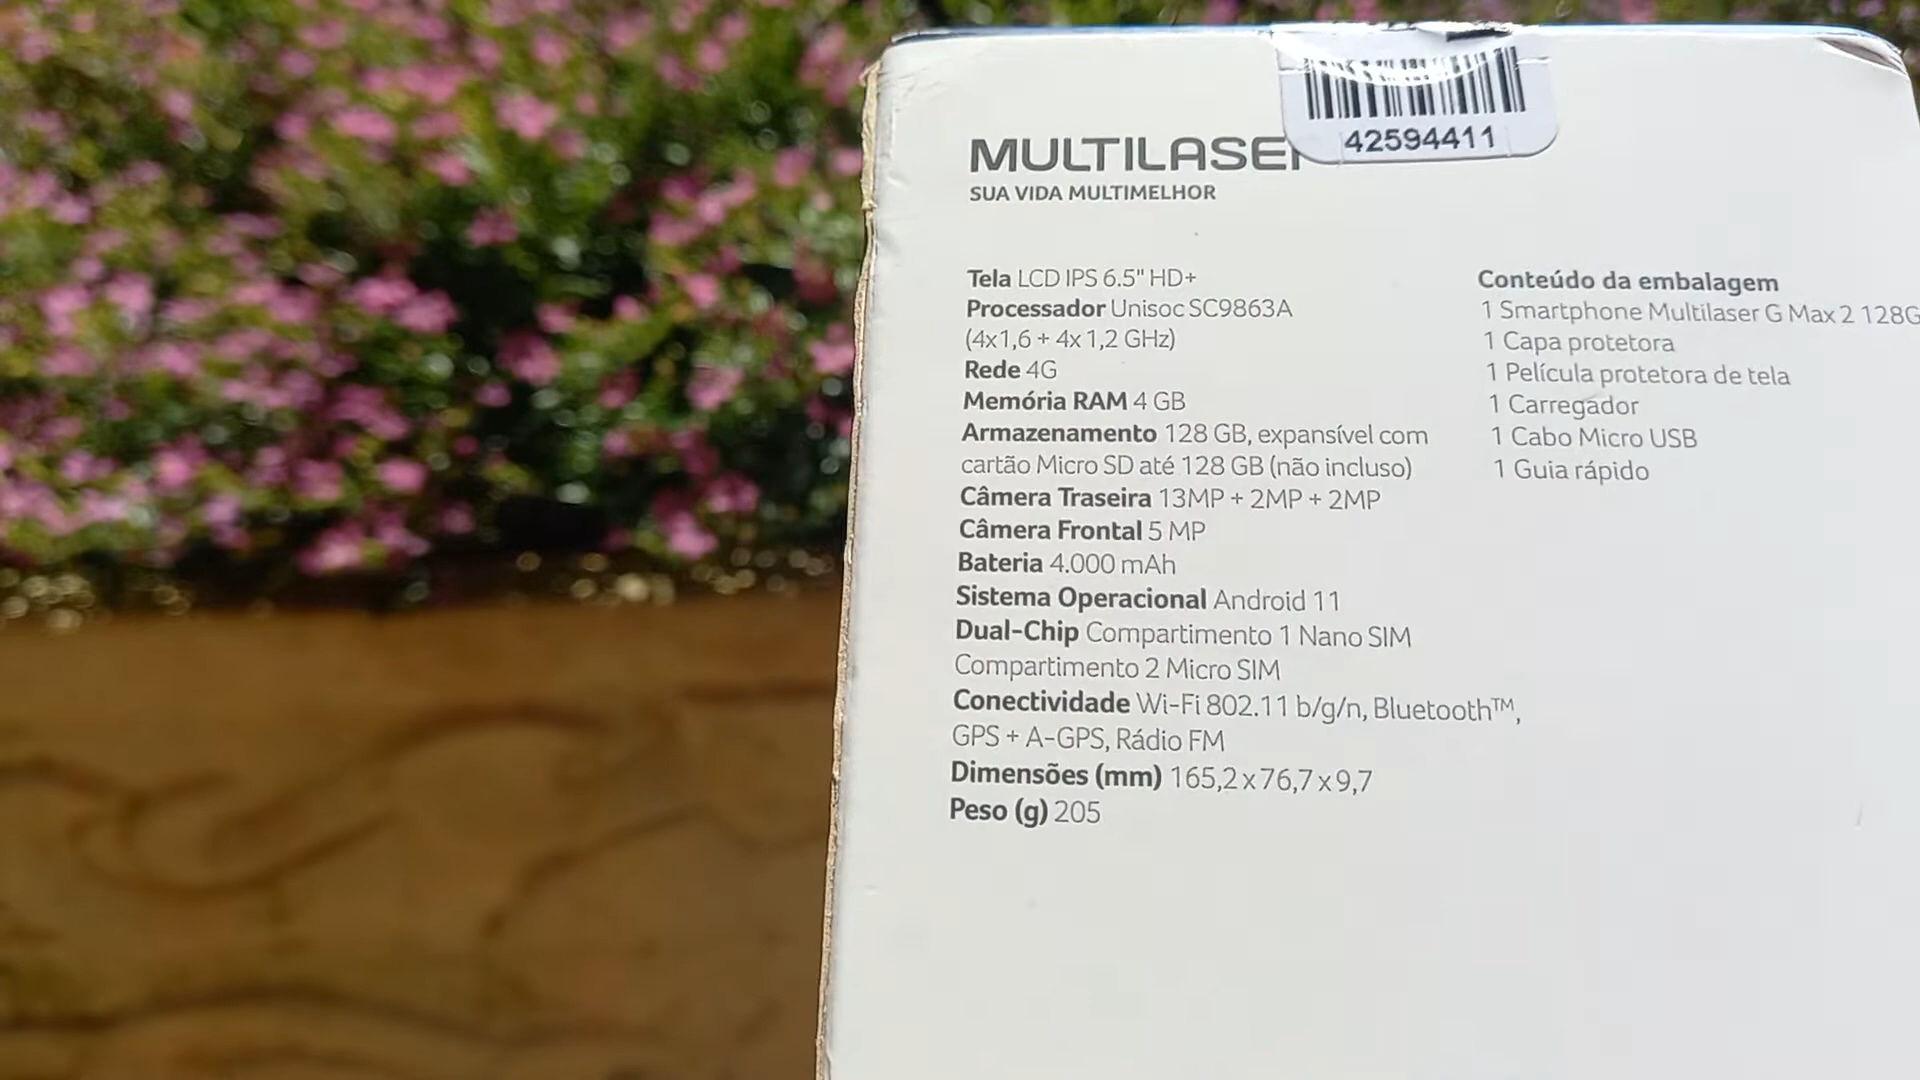 42594411
MULTILASER
SUA VIDA MULTIMELHOR
Tela LCD IPS 6.5" HD+
Processador Unisoc SC9863A
(4x1,6 + 4x 1,2 GHz)
Rede 4G
Memória RAM 4 GB
Armazenamento 128 GB, expansível com
cartão Micro SD até 128 GB (não incluso)
Câmera Traseira 13MP + 2MP + 2MP
Câmera Frontal 5 MP
Bateria 4.000 mAh
Sistema Operacional Android 11
Dual-Chip Compartimento 1 Nano SIM
Compartimento 2 Micro SIM
Conectividade Wi-Fi 802.11 b/g/n, Bluetooth™,
GPS + A-GPS, Rádio FM
Dimensões (mm) 165,2 x 76,7 x 9,7
Peso (g) 205
Conteúdo da embalagem
1 Smartphone Multilaser G Max 2 128G
1 Capa protetora
1 Película protetora de tela
1 Carregador
1 Cabo Micro USB
1 Guia rápido